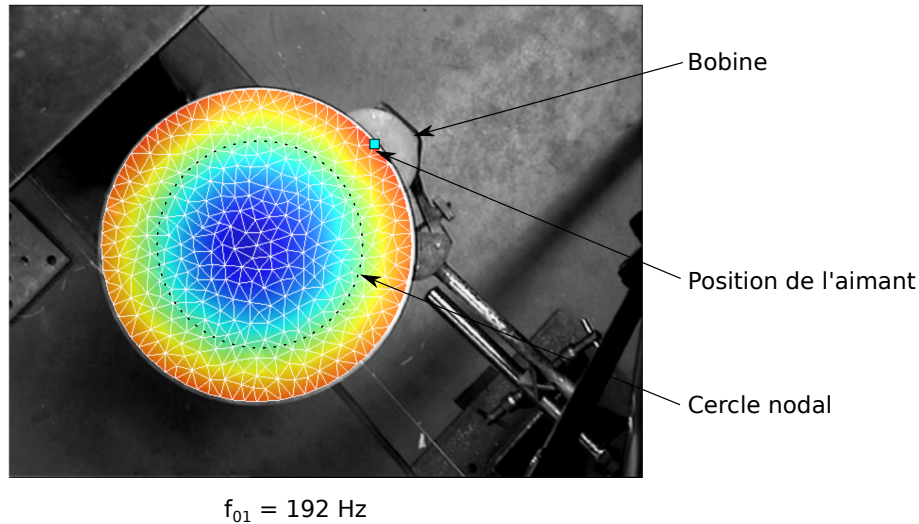 Bobine
Position de l'aimant
Cercle nodal
f₀₁ = 192 Hz